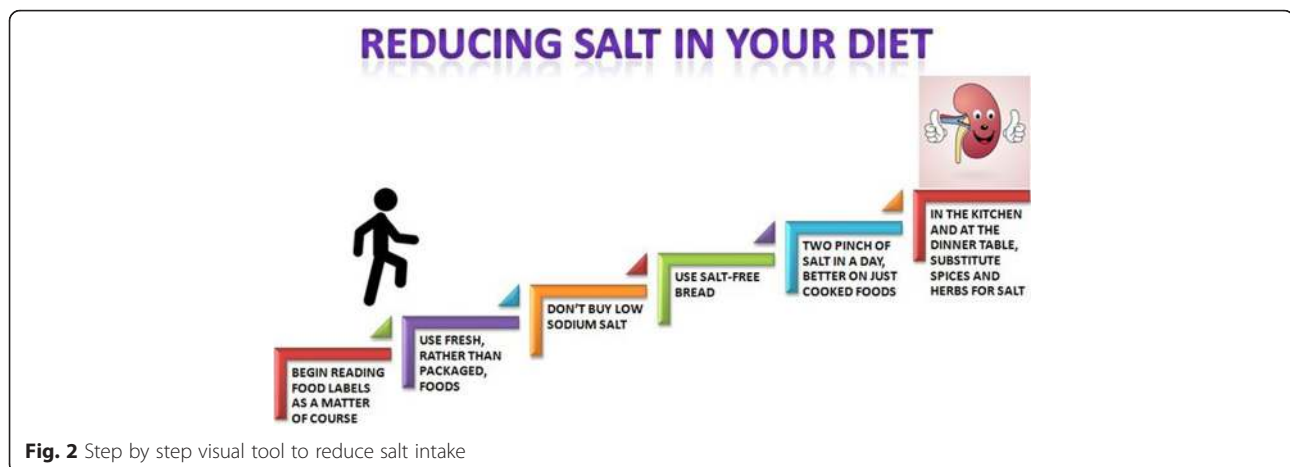 REDUCING SALT IN YOUR DIET
BEGIN READING
FOOD LABELS
AS A MATTER
OF COURSE
USE FRESH,
RATHER THAN
PACKAGED,
FOODS
DON'T BUY LOW
SODIUM SALT
USE SALT-FREE
BREAD
TWO PINCH OF
SALT IN A DAY,
BETTER ON JUST
COOKED FOODS
IN THE KITCHEN
AND AT THE
DINNER TABLE,
SUBSTITUTE
SPICES AND
HERBS FOR SALT
Fig. 2 Step by step visual tool to reduce salt intake